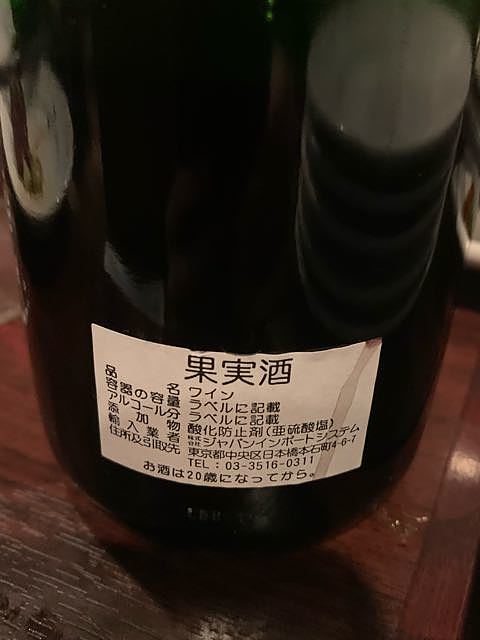 果実酒
品名 ワイン
容器の容量 ラベルに記載
アルコール分 ラベルに記載
添加物 酸化防止剤(亜硫酸塩)
輸入業者 株式会社ジャパンインポートシステム
住所及引取先 東京都中央区日本橋本石町4-6-7
TEL:03-3516-0311
お酒は20歳になってから。